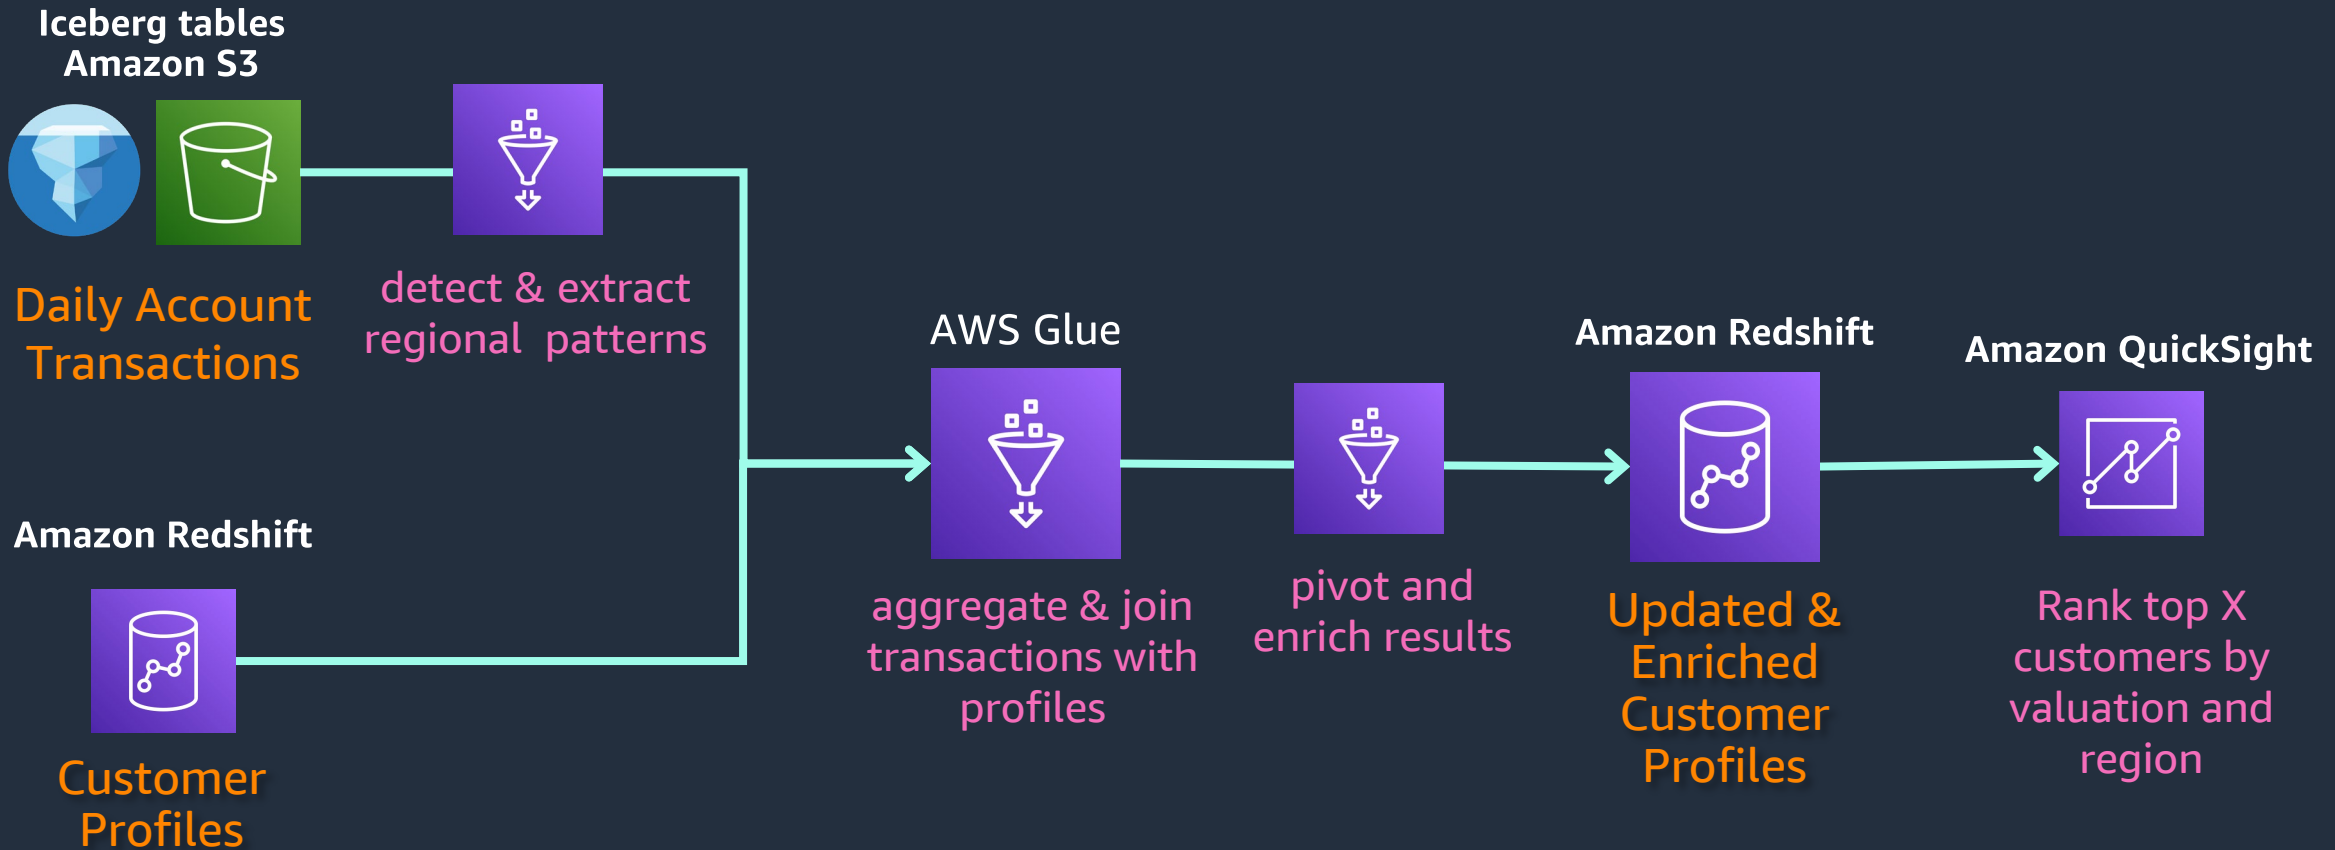 Iceberg tables
Amazon S3
Daily Account
Transactions
detect & extract
regional patterns
Amazon Redshift
Customer
Profiles
AWS Glue
aggregate & join
transactions with
profiles
pivot and
enrich results
Amazon Redshift
Updated &
Enriched
Customer
Profiles
Amazon QuickSight
Rank top X
customers by
valuation and
region